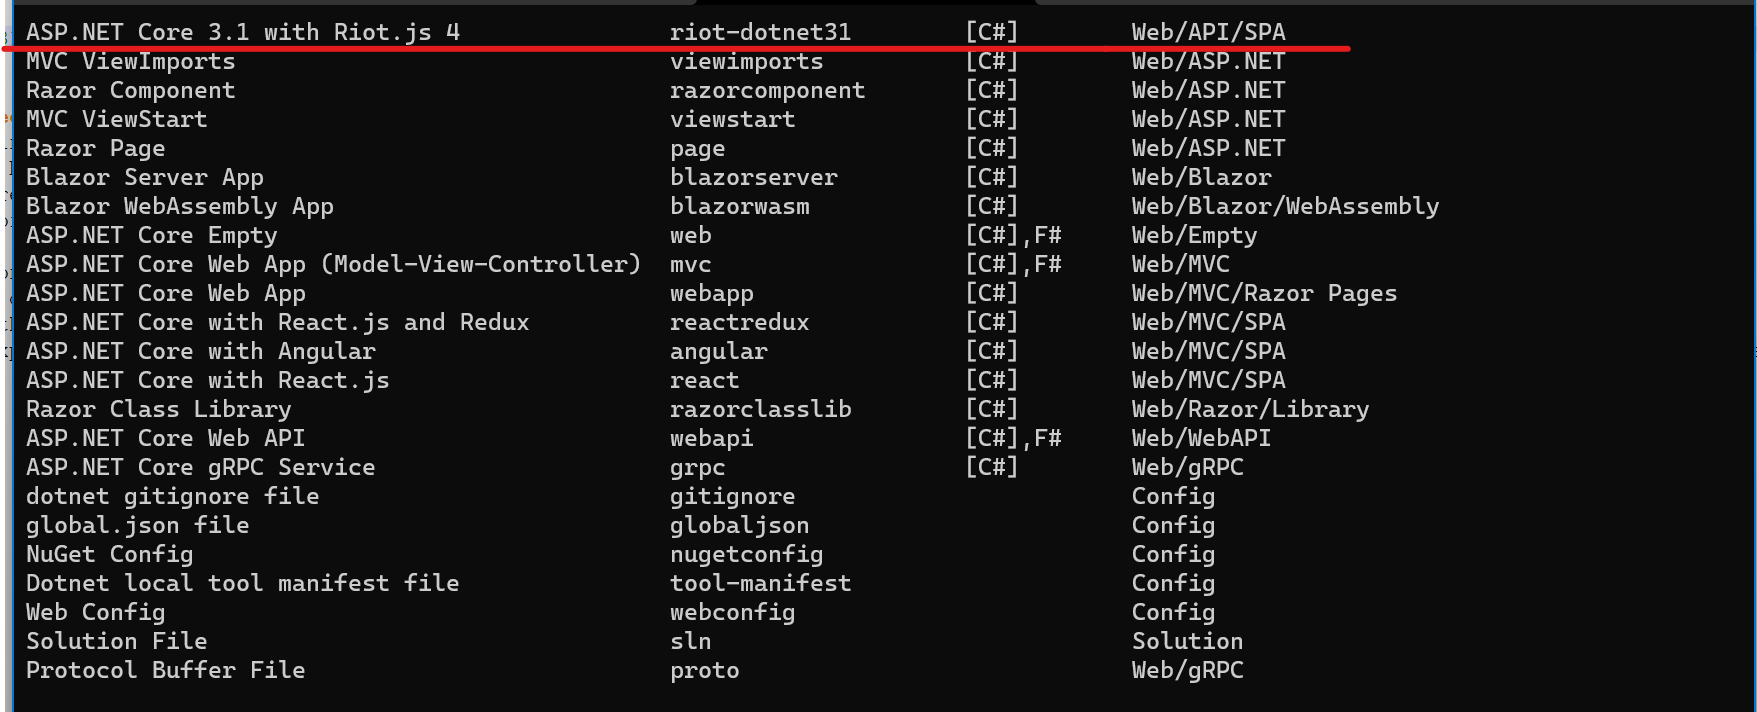 ASP.NET Core 3.1 with Riot.js 4 riot-dotnet31 [C#] Web/API/SPA
MVC ViewImports viewimports [C#] Web/ASP.NET
Razor Component razorcomponent [C#] Web/ASP.NET
MVC ViewStart viewstart [C#] Web/ASP.NET
Razor Page page [C#] Web/ASP.NET
Blazor Server App blazorserver [C#] Web/Blazor
Blazor WebAssembly App blazorwasm [C#] Web/Blazor/WebAssembly
ASP.NET Core Empty web [C#],F# Web/Empty
ASP.NET Core Web App (Model-View-Controller) mvc [C#],F# Web/MVC
ASP.NET Core Web App webapp [C#] Web/MVC/Razor Pages
ASP.NET Core with React.js and Redux reactredux [C#] Web/MVC/SPA
ASP.NET Core with Angular angular [C#] Web/MVC/SPA
ASP.NET Core with React.js react [C#] Web/MVC/SPA
Razor Class Library razorclasslib [C#] Web/Razor/Library
ASP.NET Core Web API webapi [C#],F# Web/WebAPI
ASP.NET Core gRPC Service grpc [C#] Web/gRPC
dotnet gitignore file gitignore Config
global.json file globaljson Config
NuGet Config nugetconfig Config
Dotnet local tool manifest file tool-manifest Config
Web Config webconfig Config
Solution File sln Solution
Protocol Buffer File proto Web/gRPC